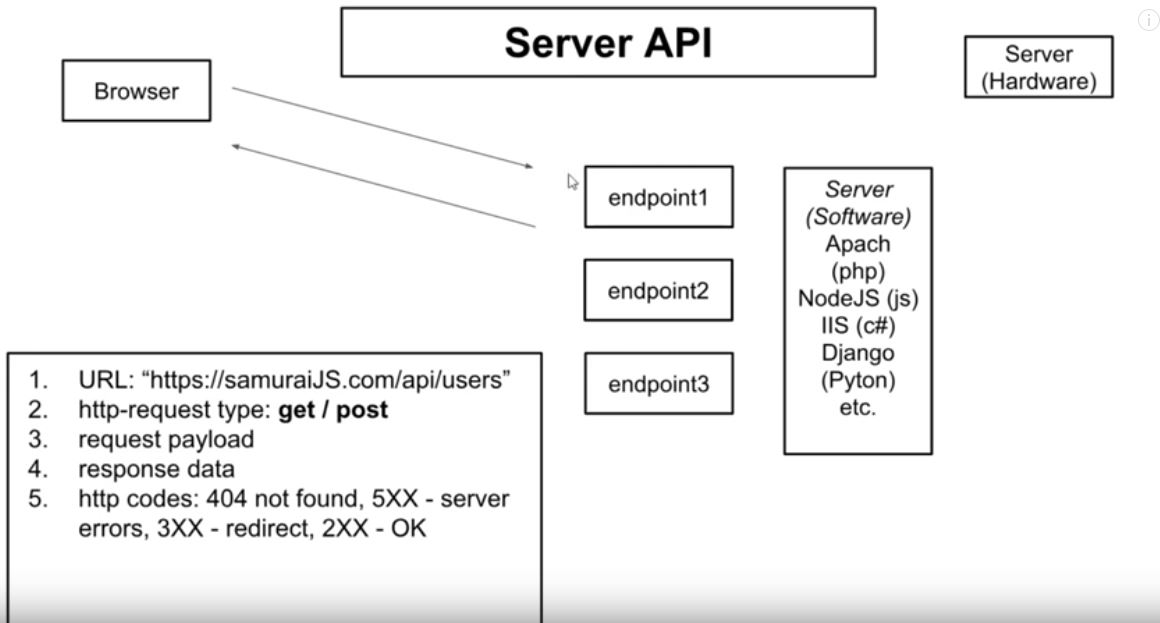 Server API
Browser
Server
(Hardware)
endpoint1
endpoint2
endpoint3
Server
(Software)
Apach
(php)
NodeJS (js)
IIS (c#)
Django
(Pyton)
etc.
1. URL: “https://samuraiJS.com/api/users”
2. http-request type: get / post
3. request payload
4. response data
5. http codes: 404 not found, 5XX - server
errors, 3XX - redirect, 2XX - OK